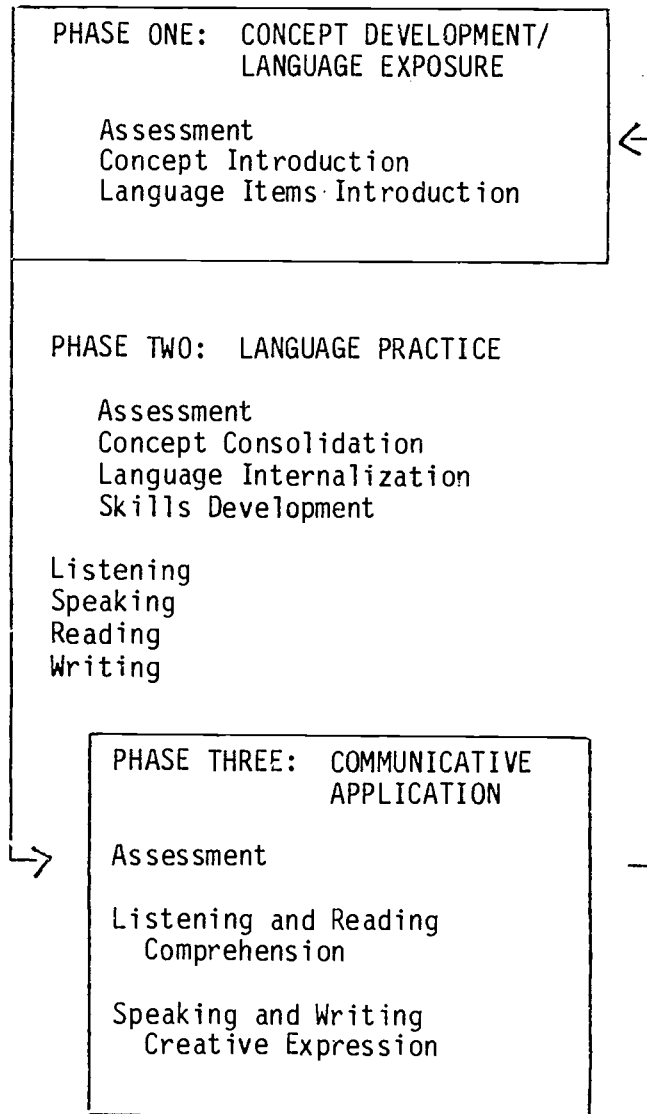 PHASE ONE: CONCEPT DEVELOPMENT/
LANGUAGE EXPOSURE
Assessment
Concept Introduction
Language Items Introduction
PHASE TWO: LANGUAGE PRACTICE
Assessment
Concept Consolidation
Language Internalization
Skills Development
Listening
Speaking
Reading
Writing
PHASE THREE: COMMUNICATIVE
APPLICATION
Assessment
Listening and Reading
Comprehension
Speaking and Writing
Creative Expression